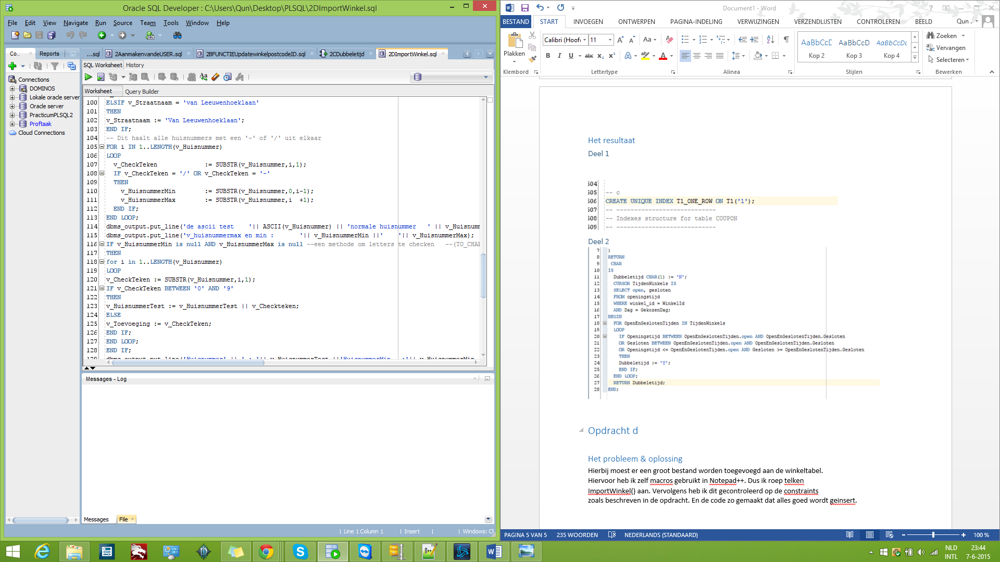 Oracle SQL Developer : C:\Users\Qun\Desktop\PLSQL\2DImportWinkel.sql
File Edit View Navigate Run Source Team Tools Window Help
Co.. Reports
...sql 2AanmakenvandeUSER.sql 2BFUNCTIEUpdatewinkelpostcodeID.sql 2CDubbeletijd 2DImportWinkel.sql
SQL Worksheet History
Worksheet Query Builder
Connections
DOMINOS
Lokale oracle server
Oracle server
PracticumPLSQL2
Proftaak
Cloud Connections
100 ELSIF v_Straatnaam = 'van Leeuwenhoeklaan'
101 THEN
102 v_Straatnaam := 'Van Leeuwenhoeklaan';
103 END IF;
104 -- Dit haalt alle huisnummers met een '-' of '/' uit elkaar
105 FOR i IN 1..LENGTH(v_Huisnummer)
106 LOOP
107 v_CheckTeken := SUBSTR(v_Huisnummer,i,1);
108 IF v_CheckTeken = '/' OR v_CheckTeken = '-'
109 THEN
110 v_HuisnummerMin := SUBSTR(v_Huisnummer,0,i-1);
111 v_HuisnummerMax := SUBSTR(v_Huisnummer,i +1);
112 END IF;
113 END LOOP;
114 dbms_output.put_line('de ascii test '|| ASCII(v_Huisnummer) || 'normale huisnummer ' || v_Huisnumm
115 dbms_output.put_line('v_huisnummermax en min : '|| v_HuisnummerMin ||' '|| v_HuisnummerMax);
116 IF v_HuisnummerMin is null AND v_HuisnummerMax is null --een methode om letters te checken --(TO_CHAR
117 THEN
118 for i in 1..LENGTH(v_Huisnummer)
119 LOOP
120 v_CheckTeken := SUBSTR(v_Huisnummer,i,1);
121 IF v_CheckTeken BETWEEN '0' AND '9'
122 THEN
123 v_HuisnummerTest := v_HuisnummerTest || v_Checkteken;
124 ELSE
125 v_Toevoeging := v_CheckTeken;
126 END IF;
127 END LOOP;
128 END IF;
129 dbms_output.put_line('Huisnummer' || ' : '|| v_HuisnummerTest ||'HuisnummerMin :'|| v_HuisnummerMin
Messages - Log
Messages File
Line 1 Column 1 Insert Windows: CR
Document1 - Word
BESTAND START INVOEGEN ONTWERPEN PAGINA-INDELING VERWIJZINGEN VERZENDLIJSTEN CONTROLEREN BEELD Qun .
Plakken
Calibri (Hoof 11
AaBbCcD AaBbCcD AaBbCcDc
Kop 2 Kop 3 Kop 4
Zoeken
Vervangen
Selecteren
Klembord Lettertype Alinea Stijlen Bewerken
Het resultaat
Deel 1
504
505 -- c
506 CREATE UNIQUE INDEX T1_ONE_ROW ON T1('1');
507 -- ----------------------------
508 -- Indexes structure for table COUPON
509 -- ----------------------------
Deel 2
7 )
8 RETURN
9 CHAR
10 IS
11 Dubbeletijd CHAR(1) := 'N';
12 CURSOR TijdenWinkels IS
13 SELECT open, gesloten
14 FROM openingstijd
15 WHERE winkel_id = WinkelId
16 AND Dag = GekozenDag;
17 BEGIN
18 FOR OpenEnGeslotenTijden IN TijdenWinkels
19 LOOP
20 IF Openingstijd BETWEEN OpenEnGeslotenTijden.open AND OpenEnGeslotenTijden.Gesloten
21 OR Gesloten BETWEEN OpenEnGeslotenTijden.open AND OpenEnGeslotenTijden.Gesloten
22 OR Openingstijd <= OpenEnGeslotenTijden.open AND Gesloten >= OpenEnGeslotenTijden.Gesloten
23 THEN
24 Dubbeletijd := 'Y';
25 END IF;
26 END LOOP;
27 RETURN Dubbeletijd;
28 END;
Opdracht d
Het probleem & oplossing
Hierbij moest er een groot bestand worden toegevoegd aan de winkeltabel.
Hiervoor heb ik zelf macros gebruikt in Notepad++. Dus ik roep telken
ImportWinkel() aan. Vervolgens heb ik dit gecontroleerd op de constraints
zoals beschreven in de opdracht. En de code zo gemaakt dat alles goed wordt geinsert.
PAGINA 5 VAN 5 235 WOORDEN NEDERLANDS (STANDAARD) 100 %
NLD 23:44
INTL 7-6-2015